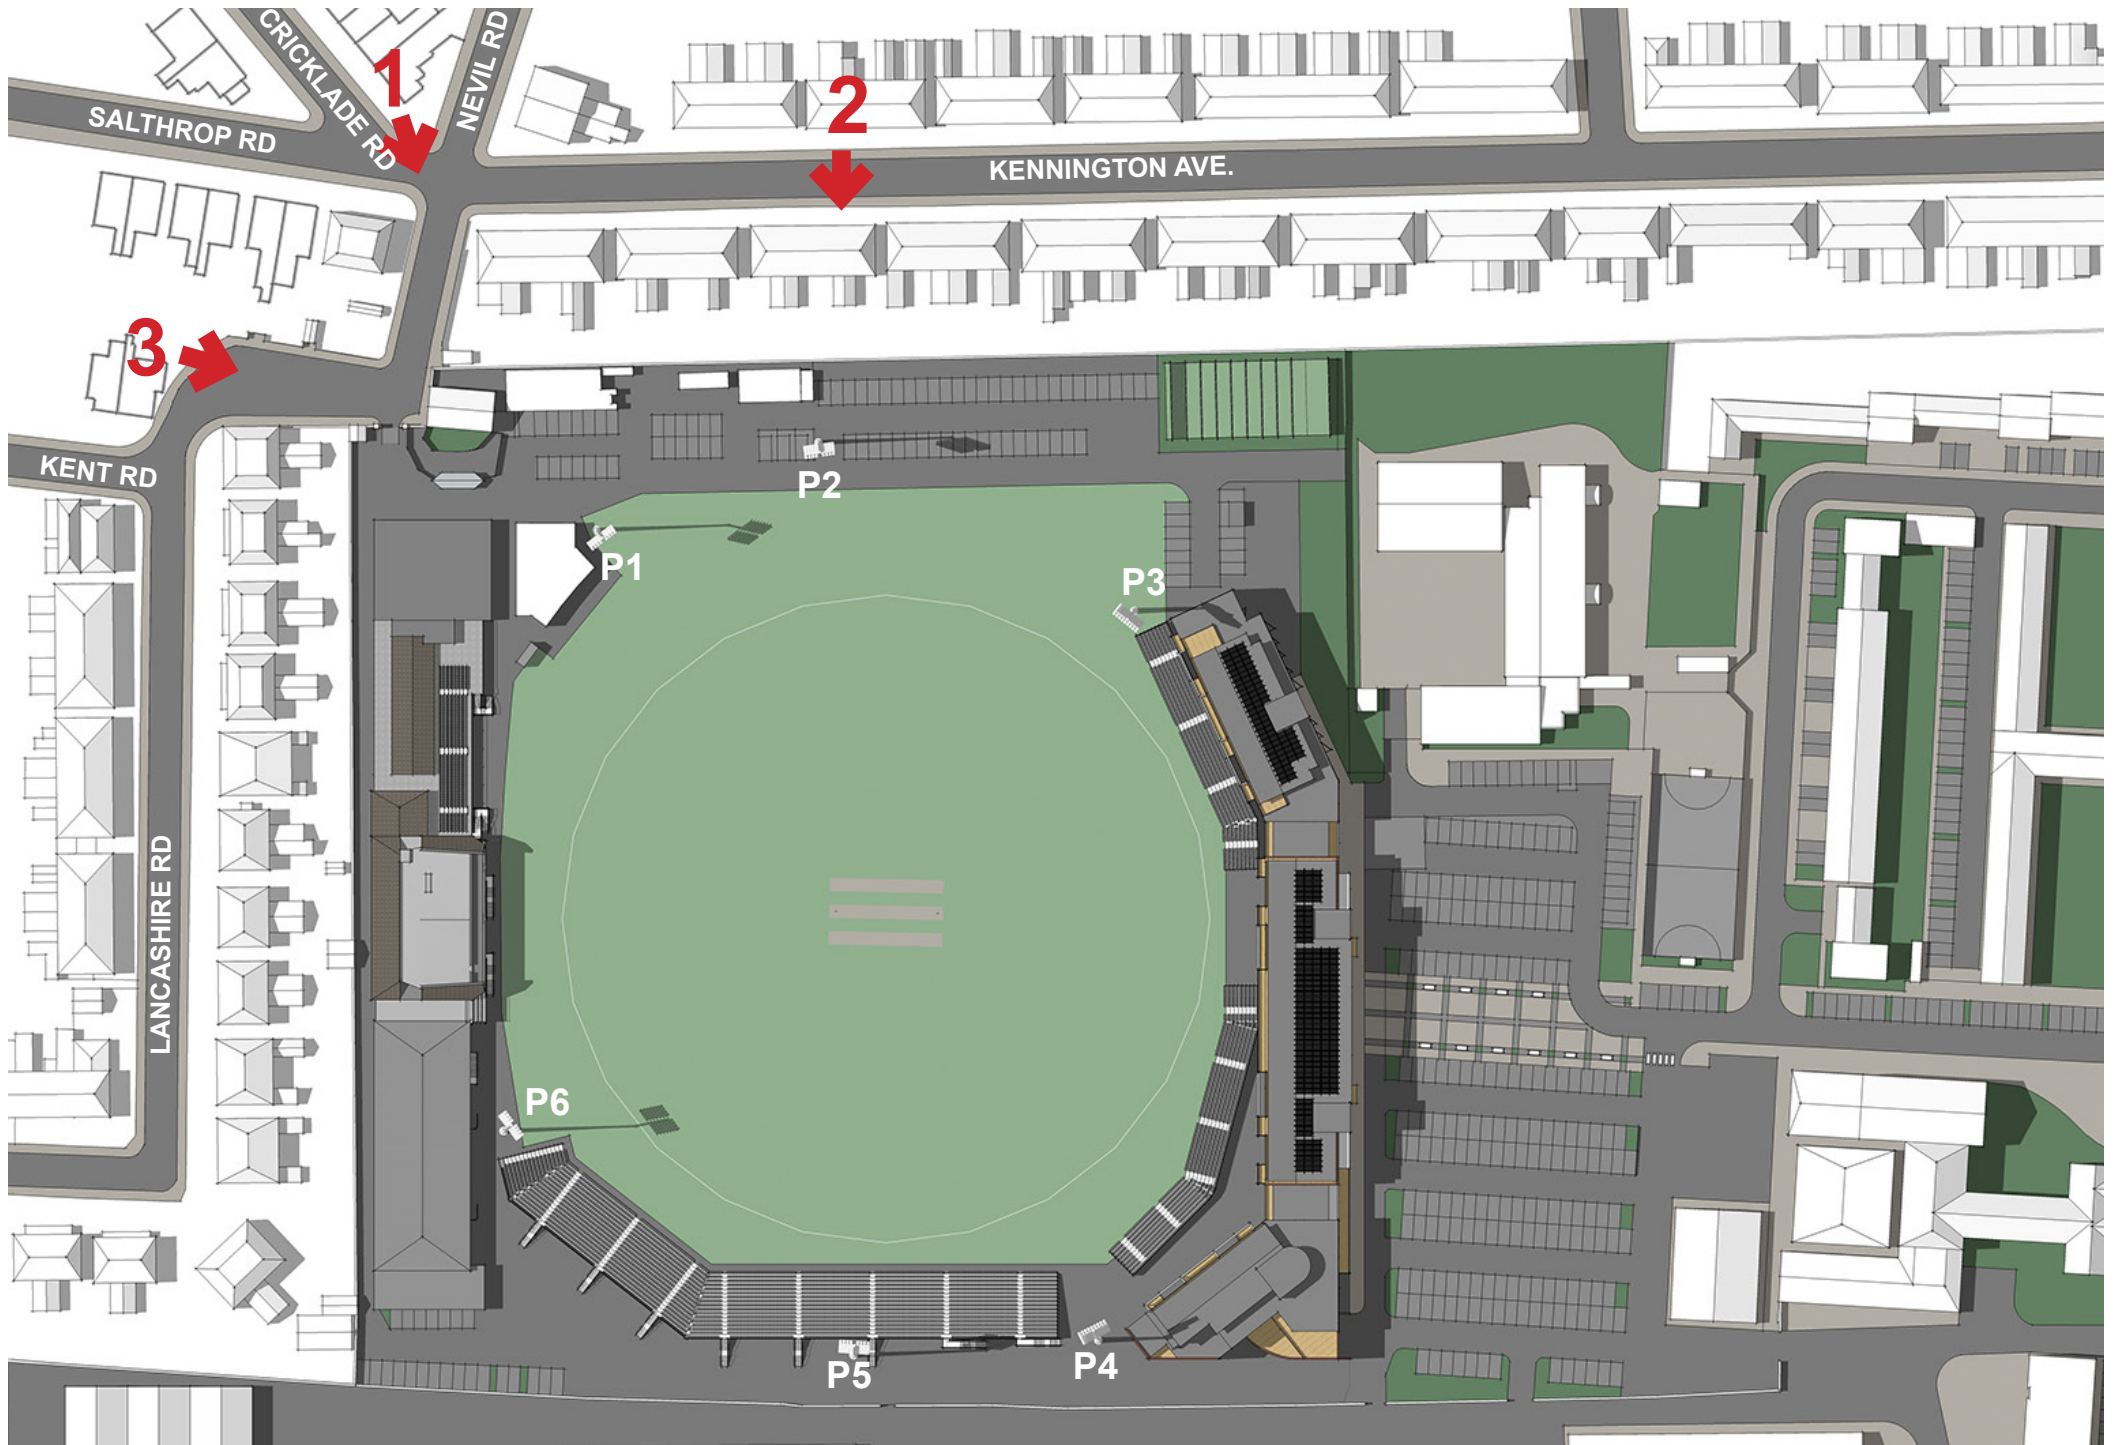 CRICKLADE RD
NEVIL RD
1
2
SALTHROP RD
KENNINGTON AVE.
3
KENT RD
P2
P1
P3
LANCASHIRE RD
P6
P5
P4